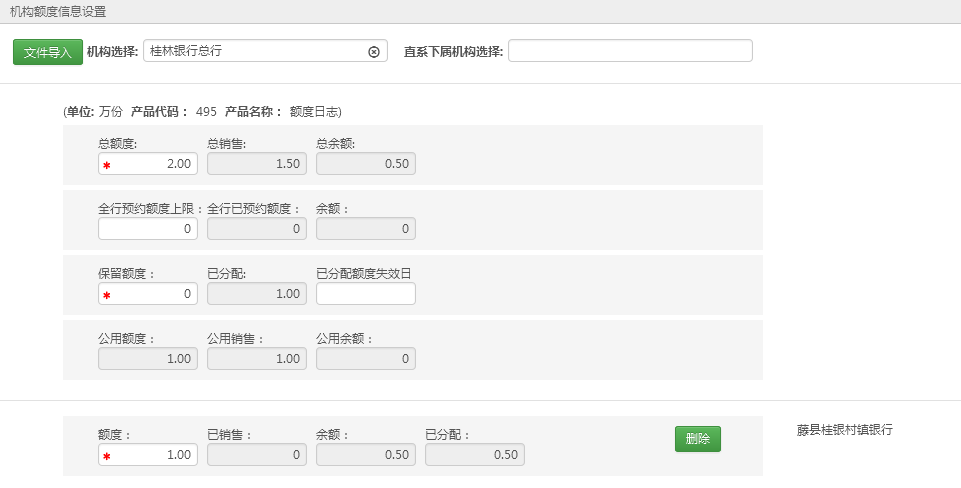 机构额度信息设置
文件导入 机构选择: 桂林银行总行 直系下属机构选择:
(单位: 万份 产品代码： 495 产品名称： 额度日志)
总额度: 总销售: 总余额:
* 2.00 1.50 0.50
全行预约额度上限： 全行已预约额度： 余额：
0 0 0
保留额度： 已分配: 已分配额度失效日
* 0 1.00
公用额度： 公用销售： 公用余额：
1.00 1.00 0
额度： 已销售： 余额： 已分配： 删除 藤县桂银村镇银行
* 1.00 0 0.50 0.50